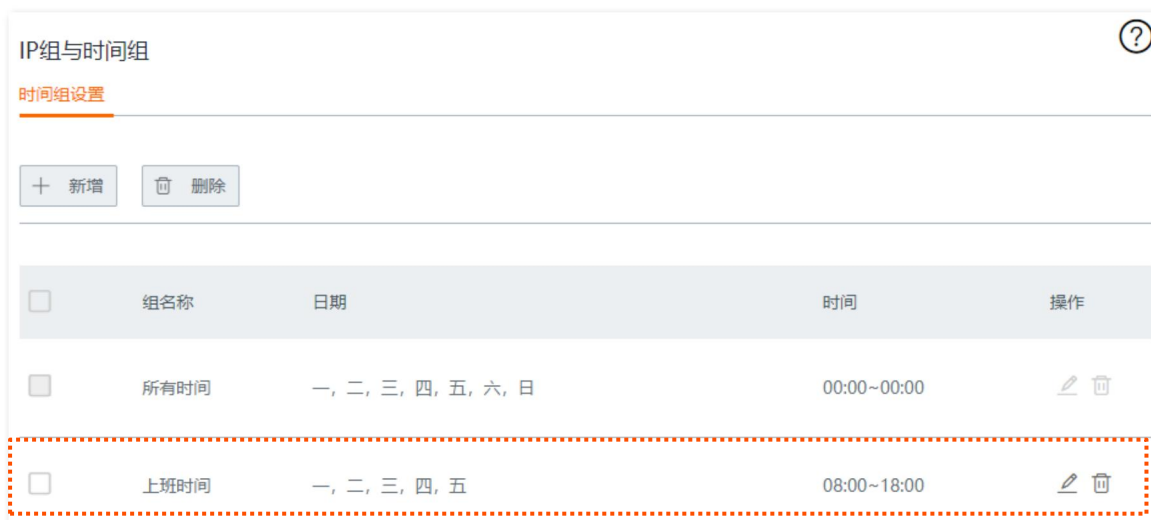 IP组与时间组
?
时间组设置
+ 新增 删除
组名称 日期 时间 操作
所有时间 一, 二, 三, 四, 五, 六, 日 00:00~00:00
上班时间 一, 二, 三, 四, 五 08:00~18:00